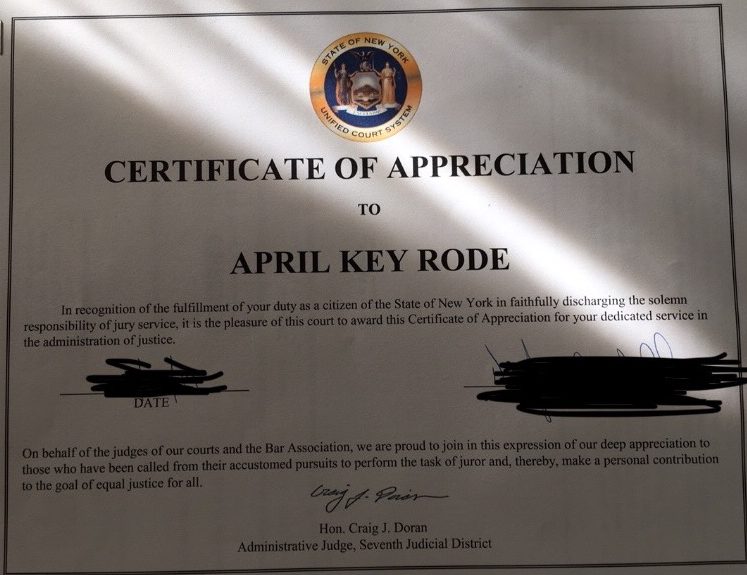 STATE OF NEW YORK
UNIFIED COURT SYSTEM
CERTIFICATE OF APPRECIATION
TO
APRIL KEY RODE
In recognition of the fulfillment of your duty as a citizen of the State of New York in faithfully discharging the solemn
responsibility of jury service, it is the pleasure of this court to award this Certificate of Appreciation for your dedicated service in
the administration of justice.
DATE
On behalf of the judges of our courts and the Bar Association, we are proud to join in this expression of our deep appreciation to
those who have been called from their accustomed pursuits to perform the task of juror and, thereby, make a personal contribution
to the goal of equal justice for all.
Craig J. Doran
Hon. Craig J. Doran
Administrative Judge, Seventh Judicial District